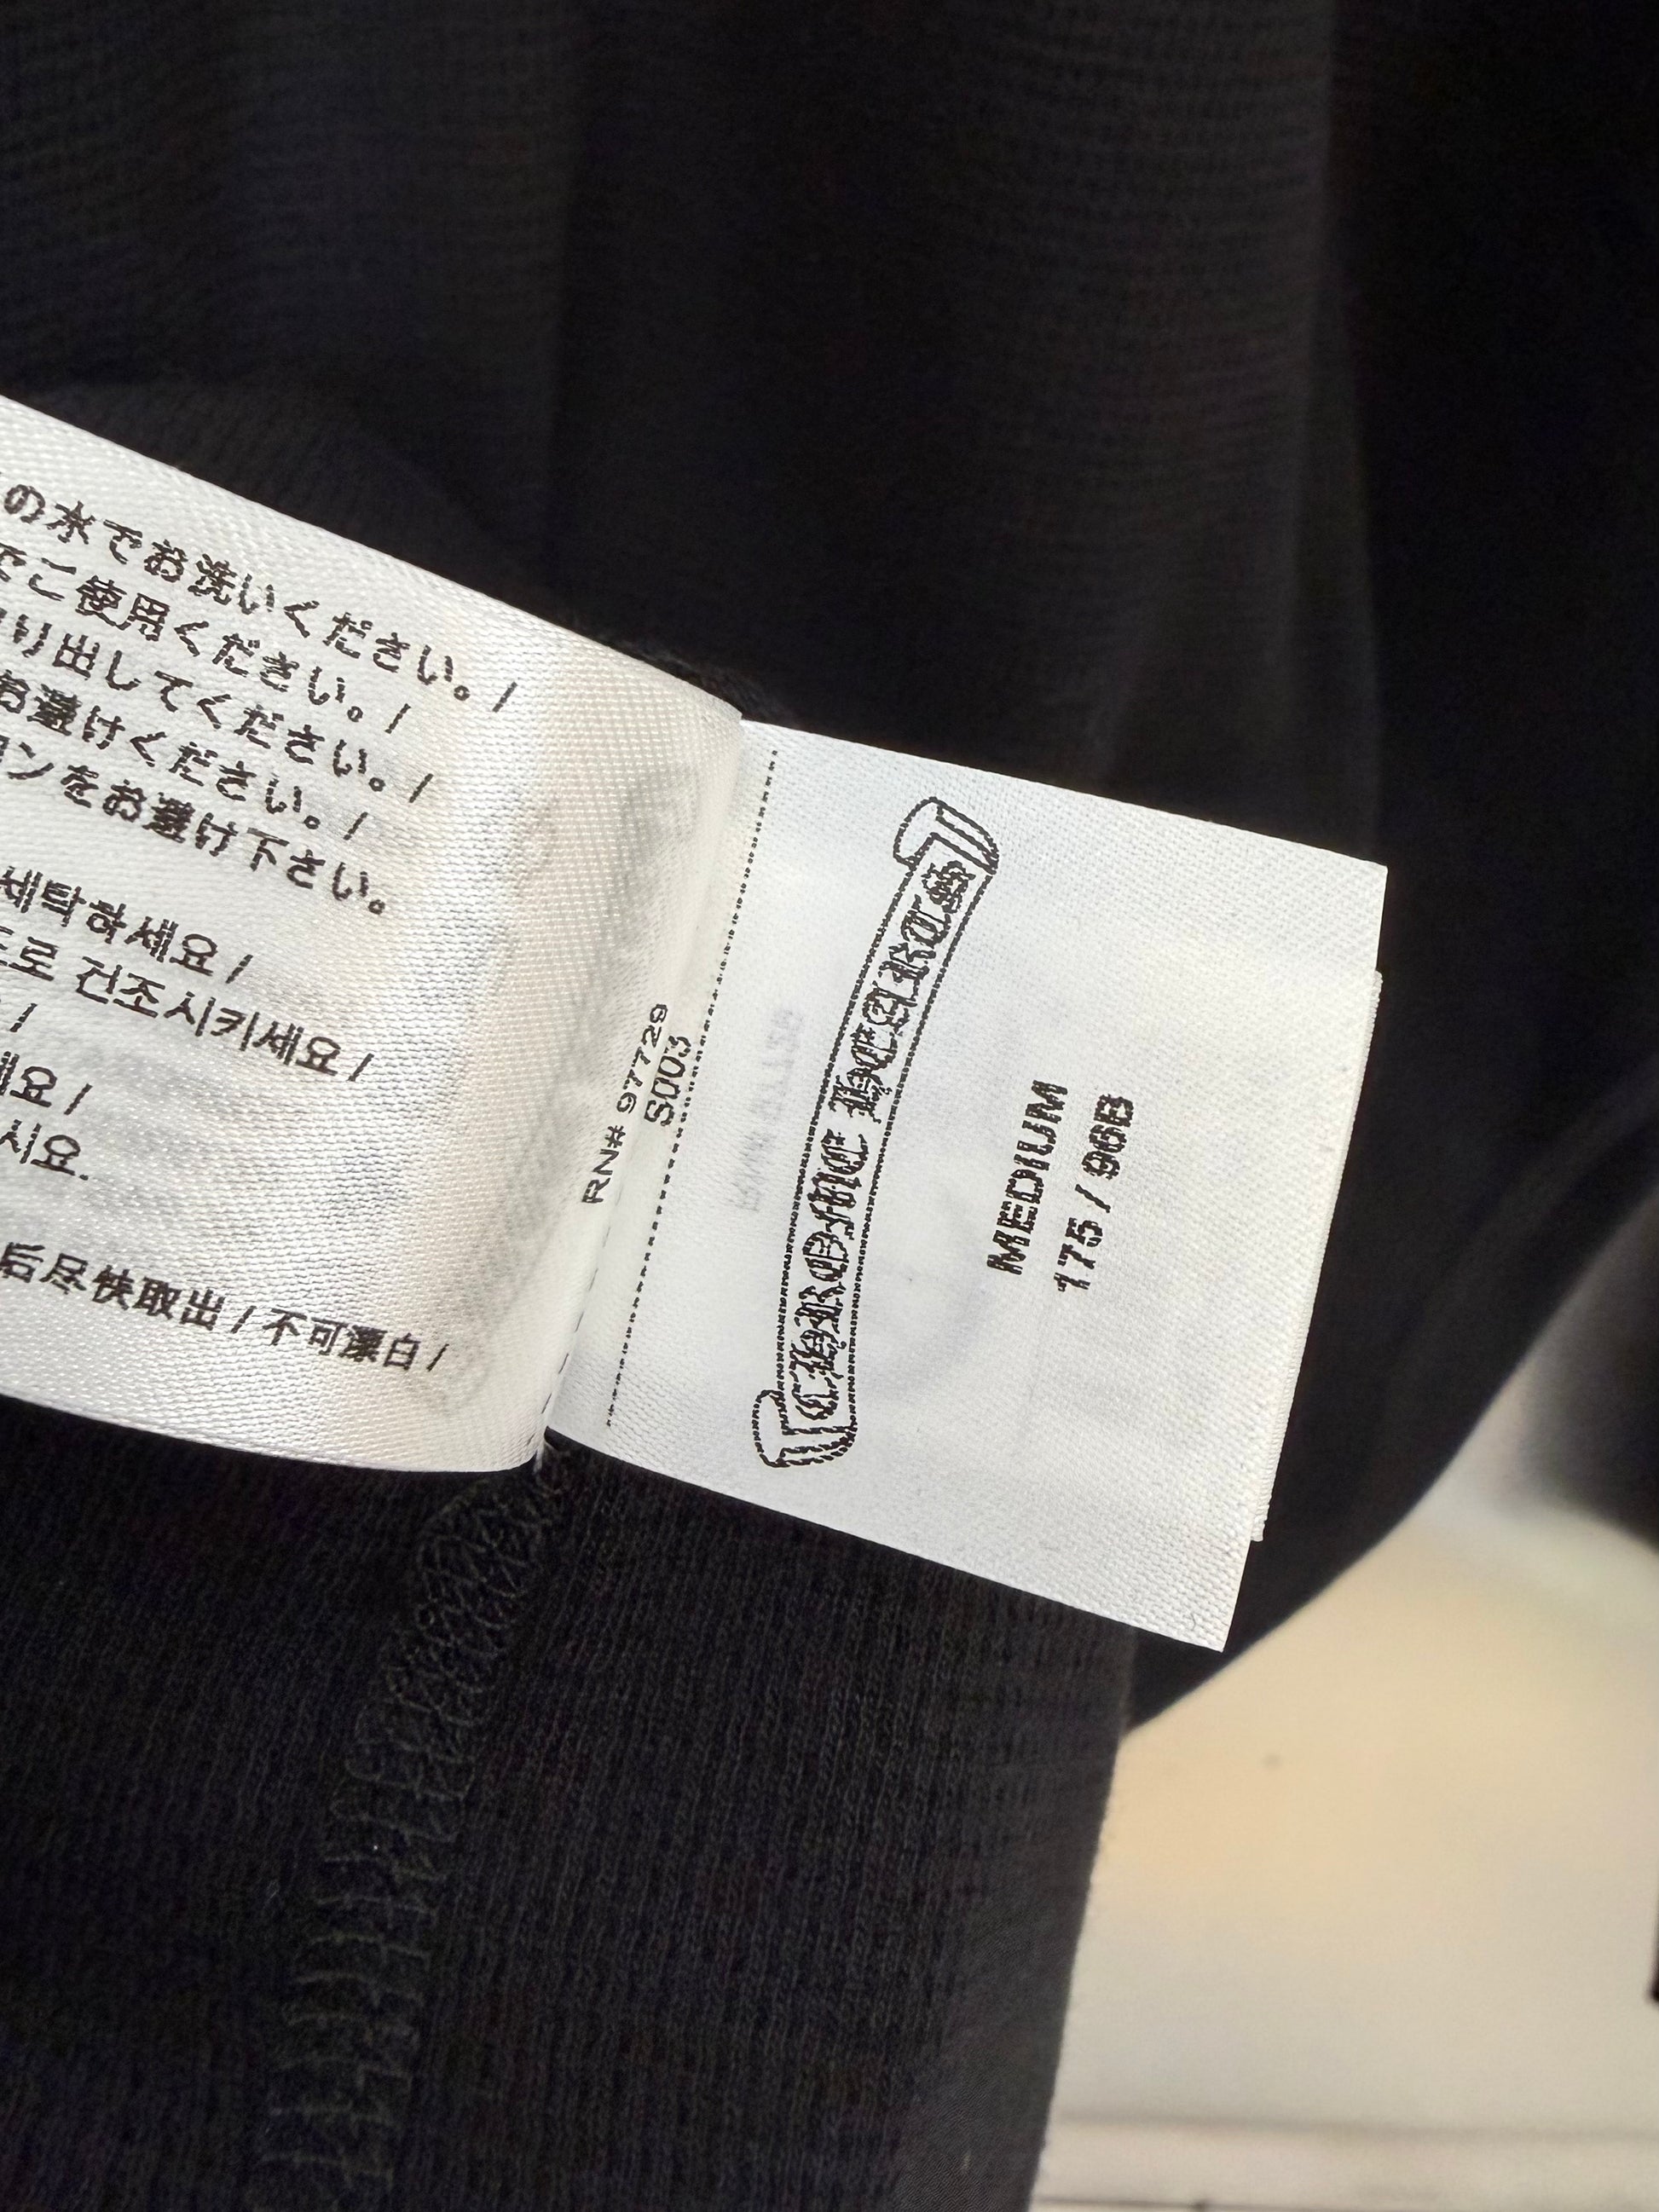 の水でお洗いください。/
でご使用ください。/
り出してください。/
お避けください。/
ンをお避け下さい。
세탁하세요 /
로 건조시키세요 /
/
요 /
시요.
后尽快取出 / 不可漂白 /
RN# 97729
S003
CHROME HEARTS
MEDIUM
175 / 96B